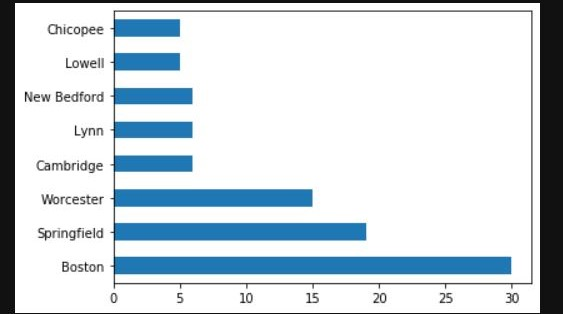 Chicopee
Lowell
New Bedford
Lynn
Cambridge
Worcester
Springfield
Boston
0 5 10 15 20 25 30